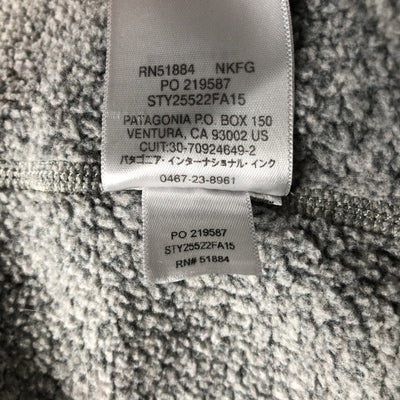 RN51884 NKFG
PO 219587
STY25522FA15
PATAGONIA P.O. BOX 150
VENTURA, CA 93002 US
CUIT:30-70924649-2
パタゴニア・インターナショナル・インク
0467-23-8961
PO 219587
STY25522FA15
RN# 51884